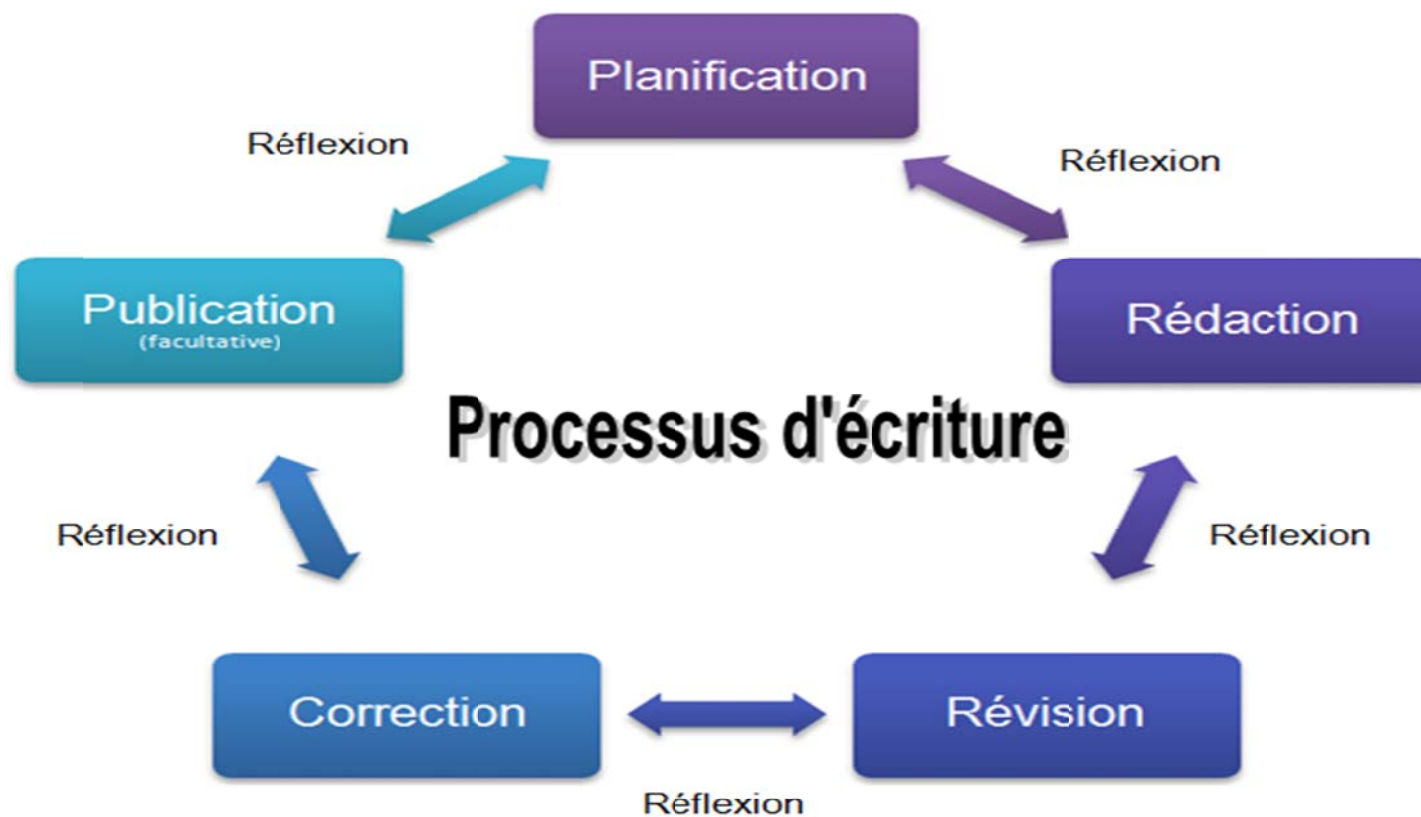 Planification
Réflexion
Réflexion
Publication
(facultative)
Rédaction
Processus d'écriture
Réflexion
Réflexion
Correction
Révision
Réflexion